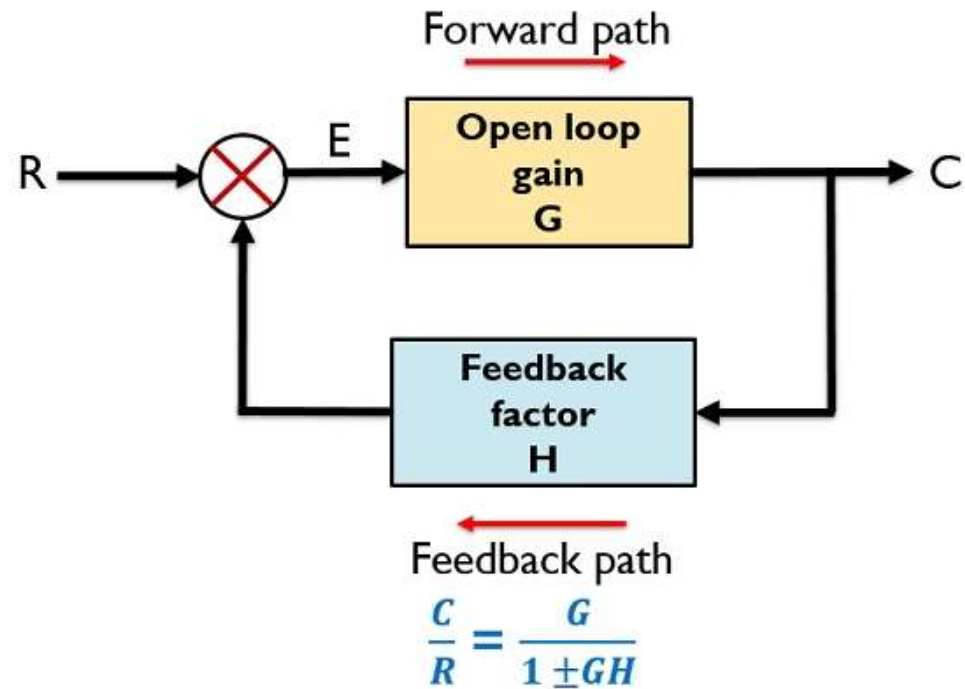 Forward path
R
E
Open loop
gain
G
C
Feedback
factor
H
Feedback path
C/R = G/(1 ± GH)